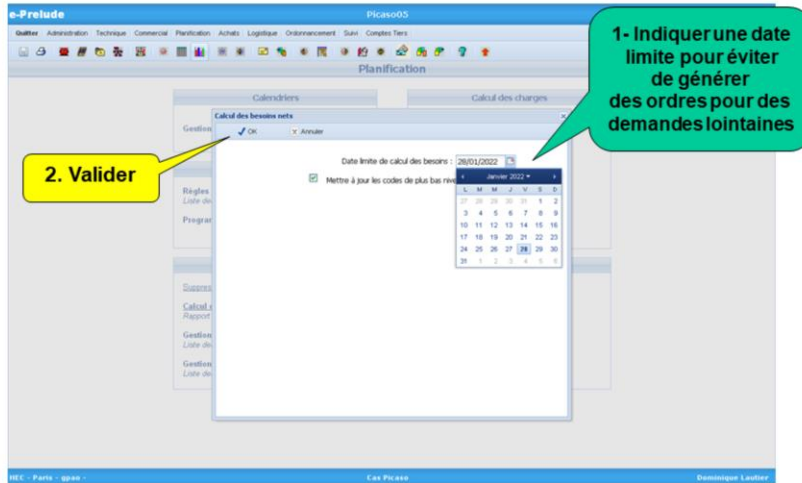 e-Prelude
Picaso05
Quitter Administration Technique Commercial Planification Achats Logistique Ordonnancement Suivi Comptes Tiers
Planification
1- Indiquer une date
limite pour éviter
de générer
des ordres pour des
demandes lointaines
Calendriers
Calcul des charges
Calcul des besoins nets
OK Annuler
Gestion
2. Valider
Date limite de calcul des besoins : 28/01/2022
Mettre à jour les codes de plus bas
Janvier 2022
L M M J V S D
27 28 29 30 31 1 2
3 4 5 6 7 8 9
10 11 12 13 14 15 16
17 18 19 20 21 22 23
24 25 26 27 28 29 30
31 1 2 3 4 5 6
Règles
Liste de
Program
Suppres
Calcul
Rapport
Gestion
Liste de
Gestion
Liste de
HEC - Paris - gpao -
Cas Picaso
Dominique Lautier